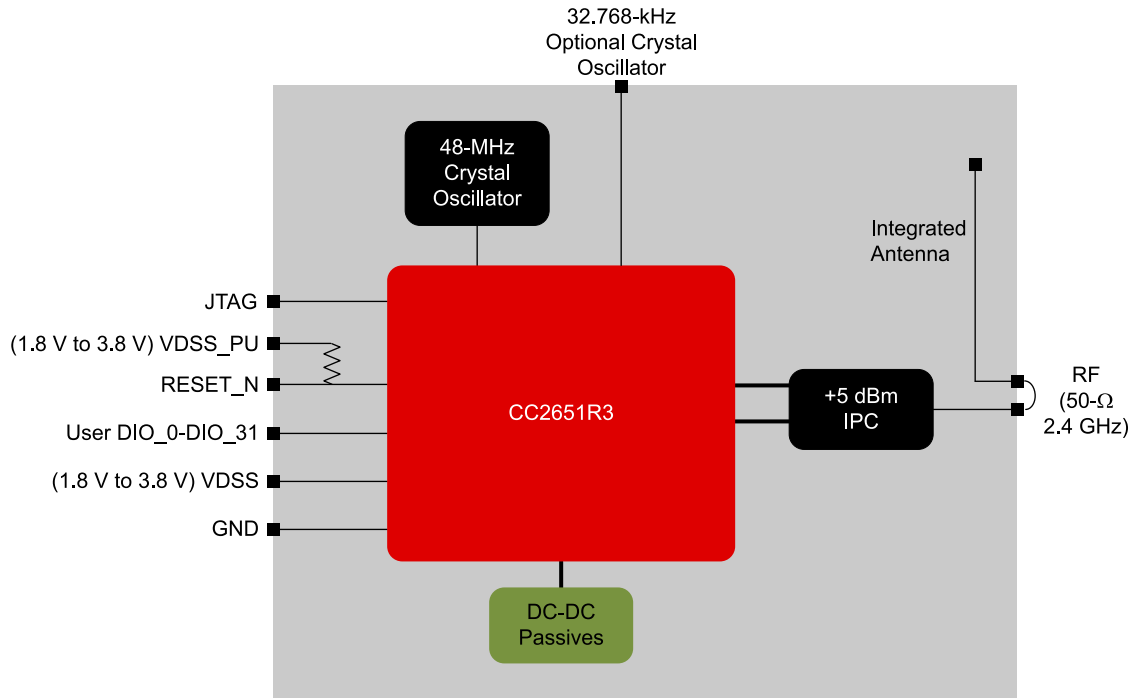 32.768-kHz
Optional Crystal
Oscillator
48-MHz
Crystal
Oscillator
Integrated
Antenna
JTAG
(1.8 V to 3.8 V) VDSS_PU
RESET_N
User DIO_0-DIO_31
(1.8 V to 3.8 V) VDSS
GND
CC2651R3
+5 dBm
IPC
RF
(50-Ω
2.4 GHz)
DC-DC
Passives